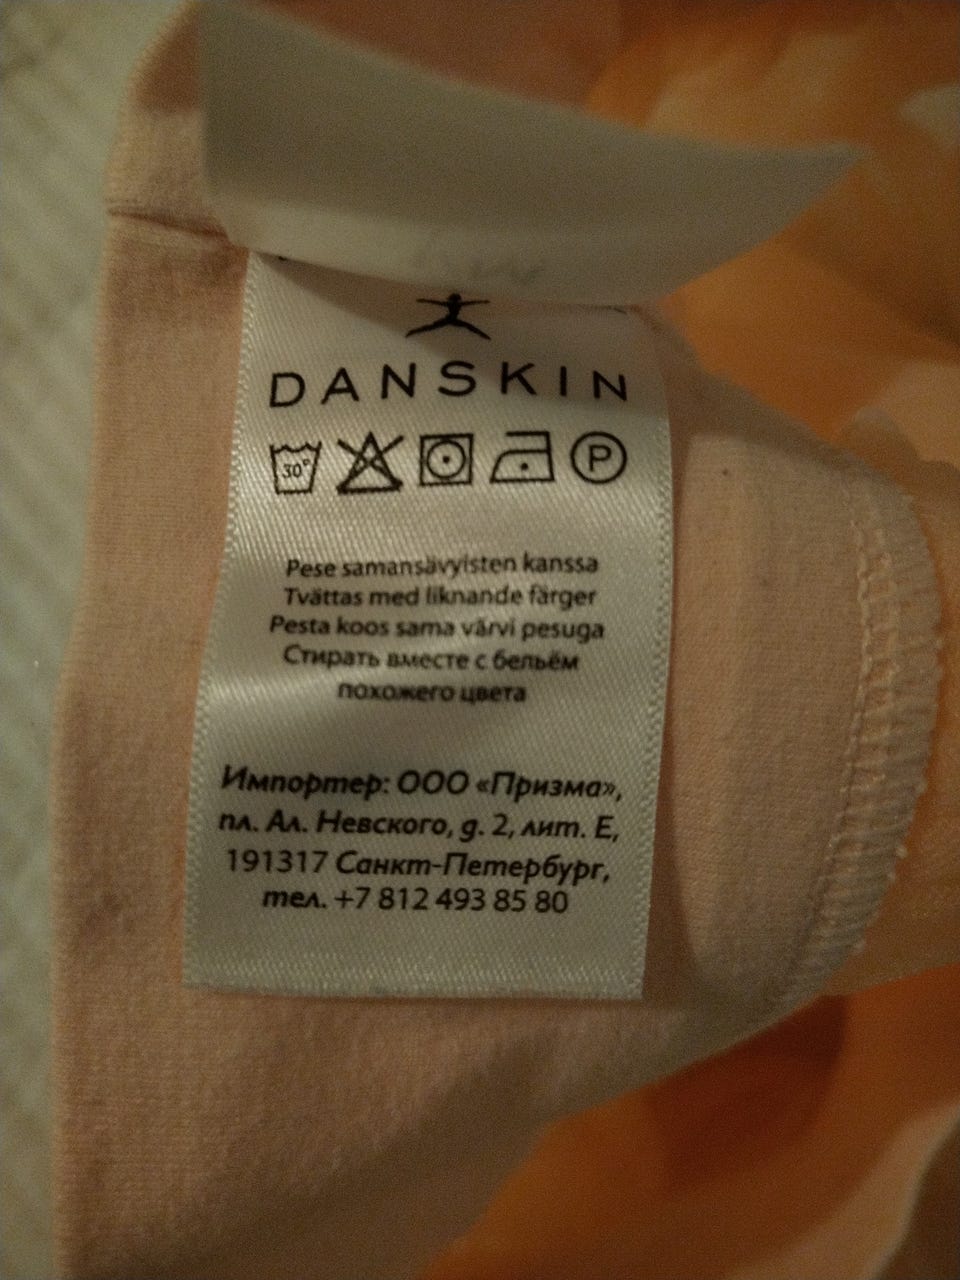 DANSKIN
30°
P
Pese samansävyisten kanssa
Tvättas med liknande färger
Pesta koos sama värvi pesuga
Стирать вместе с бельём
похожего цвета
Импортер: ООО «Призма»,
пл. Ал. Невского, д. 2, лит. Е,
191317 Санкт-Петербург,
тел. +7 812 493 85 80